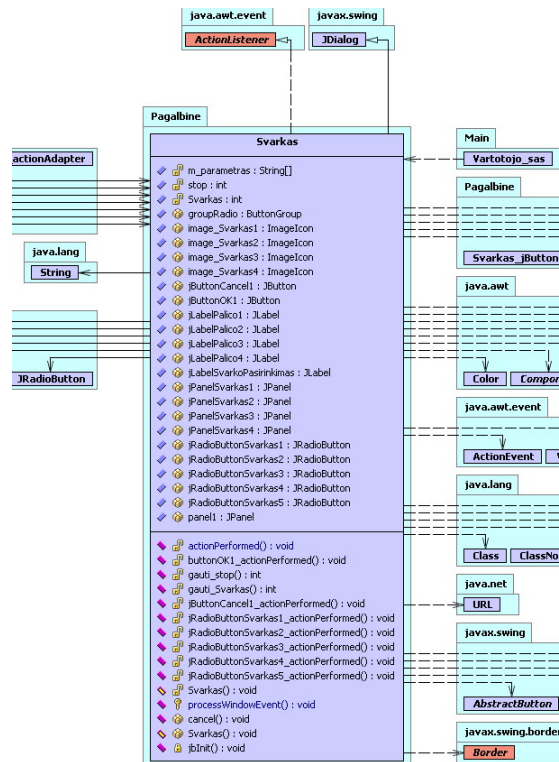 java.awt.event
ActionListener
javax.swing
JDialog
Pagalbine
Svarkas
m_parametras : String[]
stop : int
Svarkas : int
groupRadio : ButtonGroup
image_Svarkas1 : ImageIcon
image_Svarkas2 : ImageIcon
image_Svarkas3 : ImageIcon
image_Svarkas4 : ImageIcon
jButtonCancel1 : JButton
jButtonOK1 : JButton
jLabelPalico1 : JLabel
jLabelPalico2 : JLabel
jLabelPalico3 : JLabel
jLabelPalico4 : JLabel
jLabelSvarkoPasirinkimas : JLabel
jPanelSvarkas1 : JPanel
jPanelSvarkas2 : JPanel
jPanelSvarkas3 : JPanel
jPanelSvarkas4 : JPanel
jRadioButtonSvarkas1 : JRadioButton
jRadioButtonSvarkas2 : JRadioButton
jRadioButtonSvarkas3 : JRadioButton
jRadioButtonSvarkas4 : JRadioButton
jRadioButtonSvarkas5 : JRadioButton
panel1 : JPanel
actionPerformed() : void
buttonOK1_actionPerformed() : void
gauti_stop() : int
gauti_Svarkas() : int
jButtonCancel1_actionPerformed() : void
jRadioButtonSvarkas1_actionPerformed() : void
jRadioButtonSvarkas2_actionPerformed() : void
jRadioButtonSvarkas3_actionPerformed() : void
jRadioButtonSvarkas4_actionPerformed() : void
jRadioButtonSvarkas5_actionPerformed() : void
Svarkas() : void
processWindowEvent() : void
cancel() : void
Svarkas() : void
jbInit() : void
actionAdapter
java.lang
String
JRadioButton
Main
Vartotojo_sas
Pagalbine
Svarkas_jButton
java.awt
Color
Compor
java.awt.event
ActionEvent
java.lang
Class
ClassNo
java.net
URL
javax.swing
AbstractButton
javax.swing.border
Border